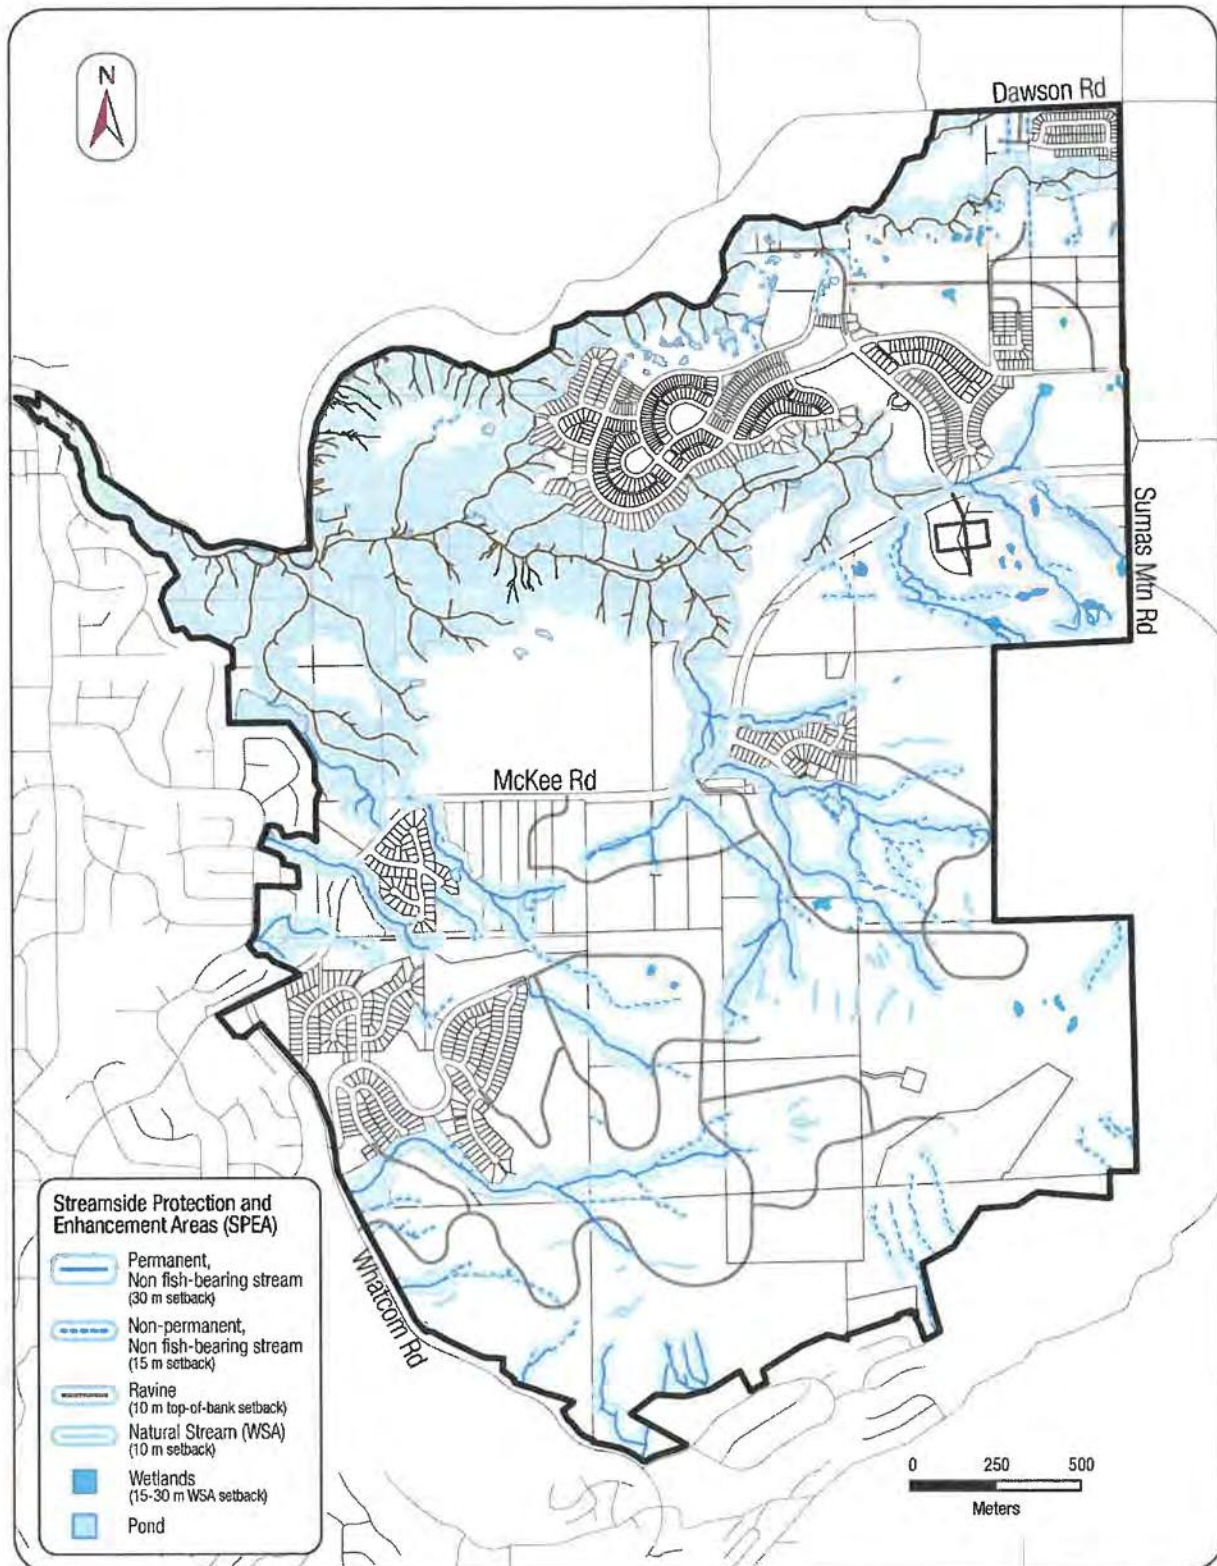 N
Dawson Rd
Sumas Mtn Rd
McKee Rd
Whatcom Rd
Streamside Protection and
Enhancement Areas (SPEA)
Permanent,
Non fish-bearing stream
(30 m setback)
Non-permanent,
Non fish-bearing stream
(15 m setback)
Ravine
(10 m top-of-bank setback)
Natural Stream (WSA)
(10 m setback)
Wetlands
(15-30 m WSA setback)
Pond
0 250 500
Meters